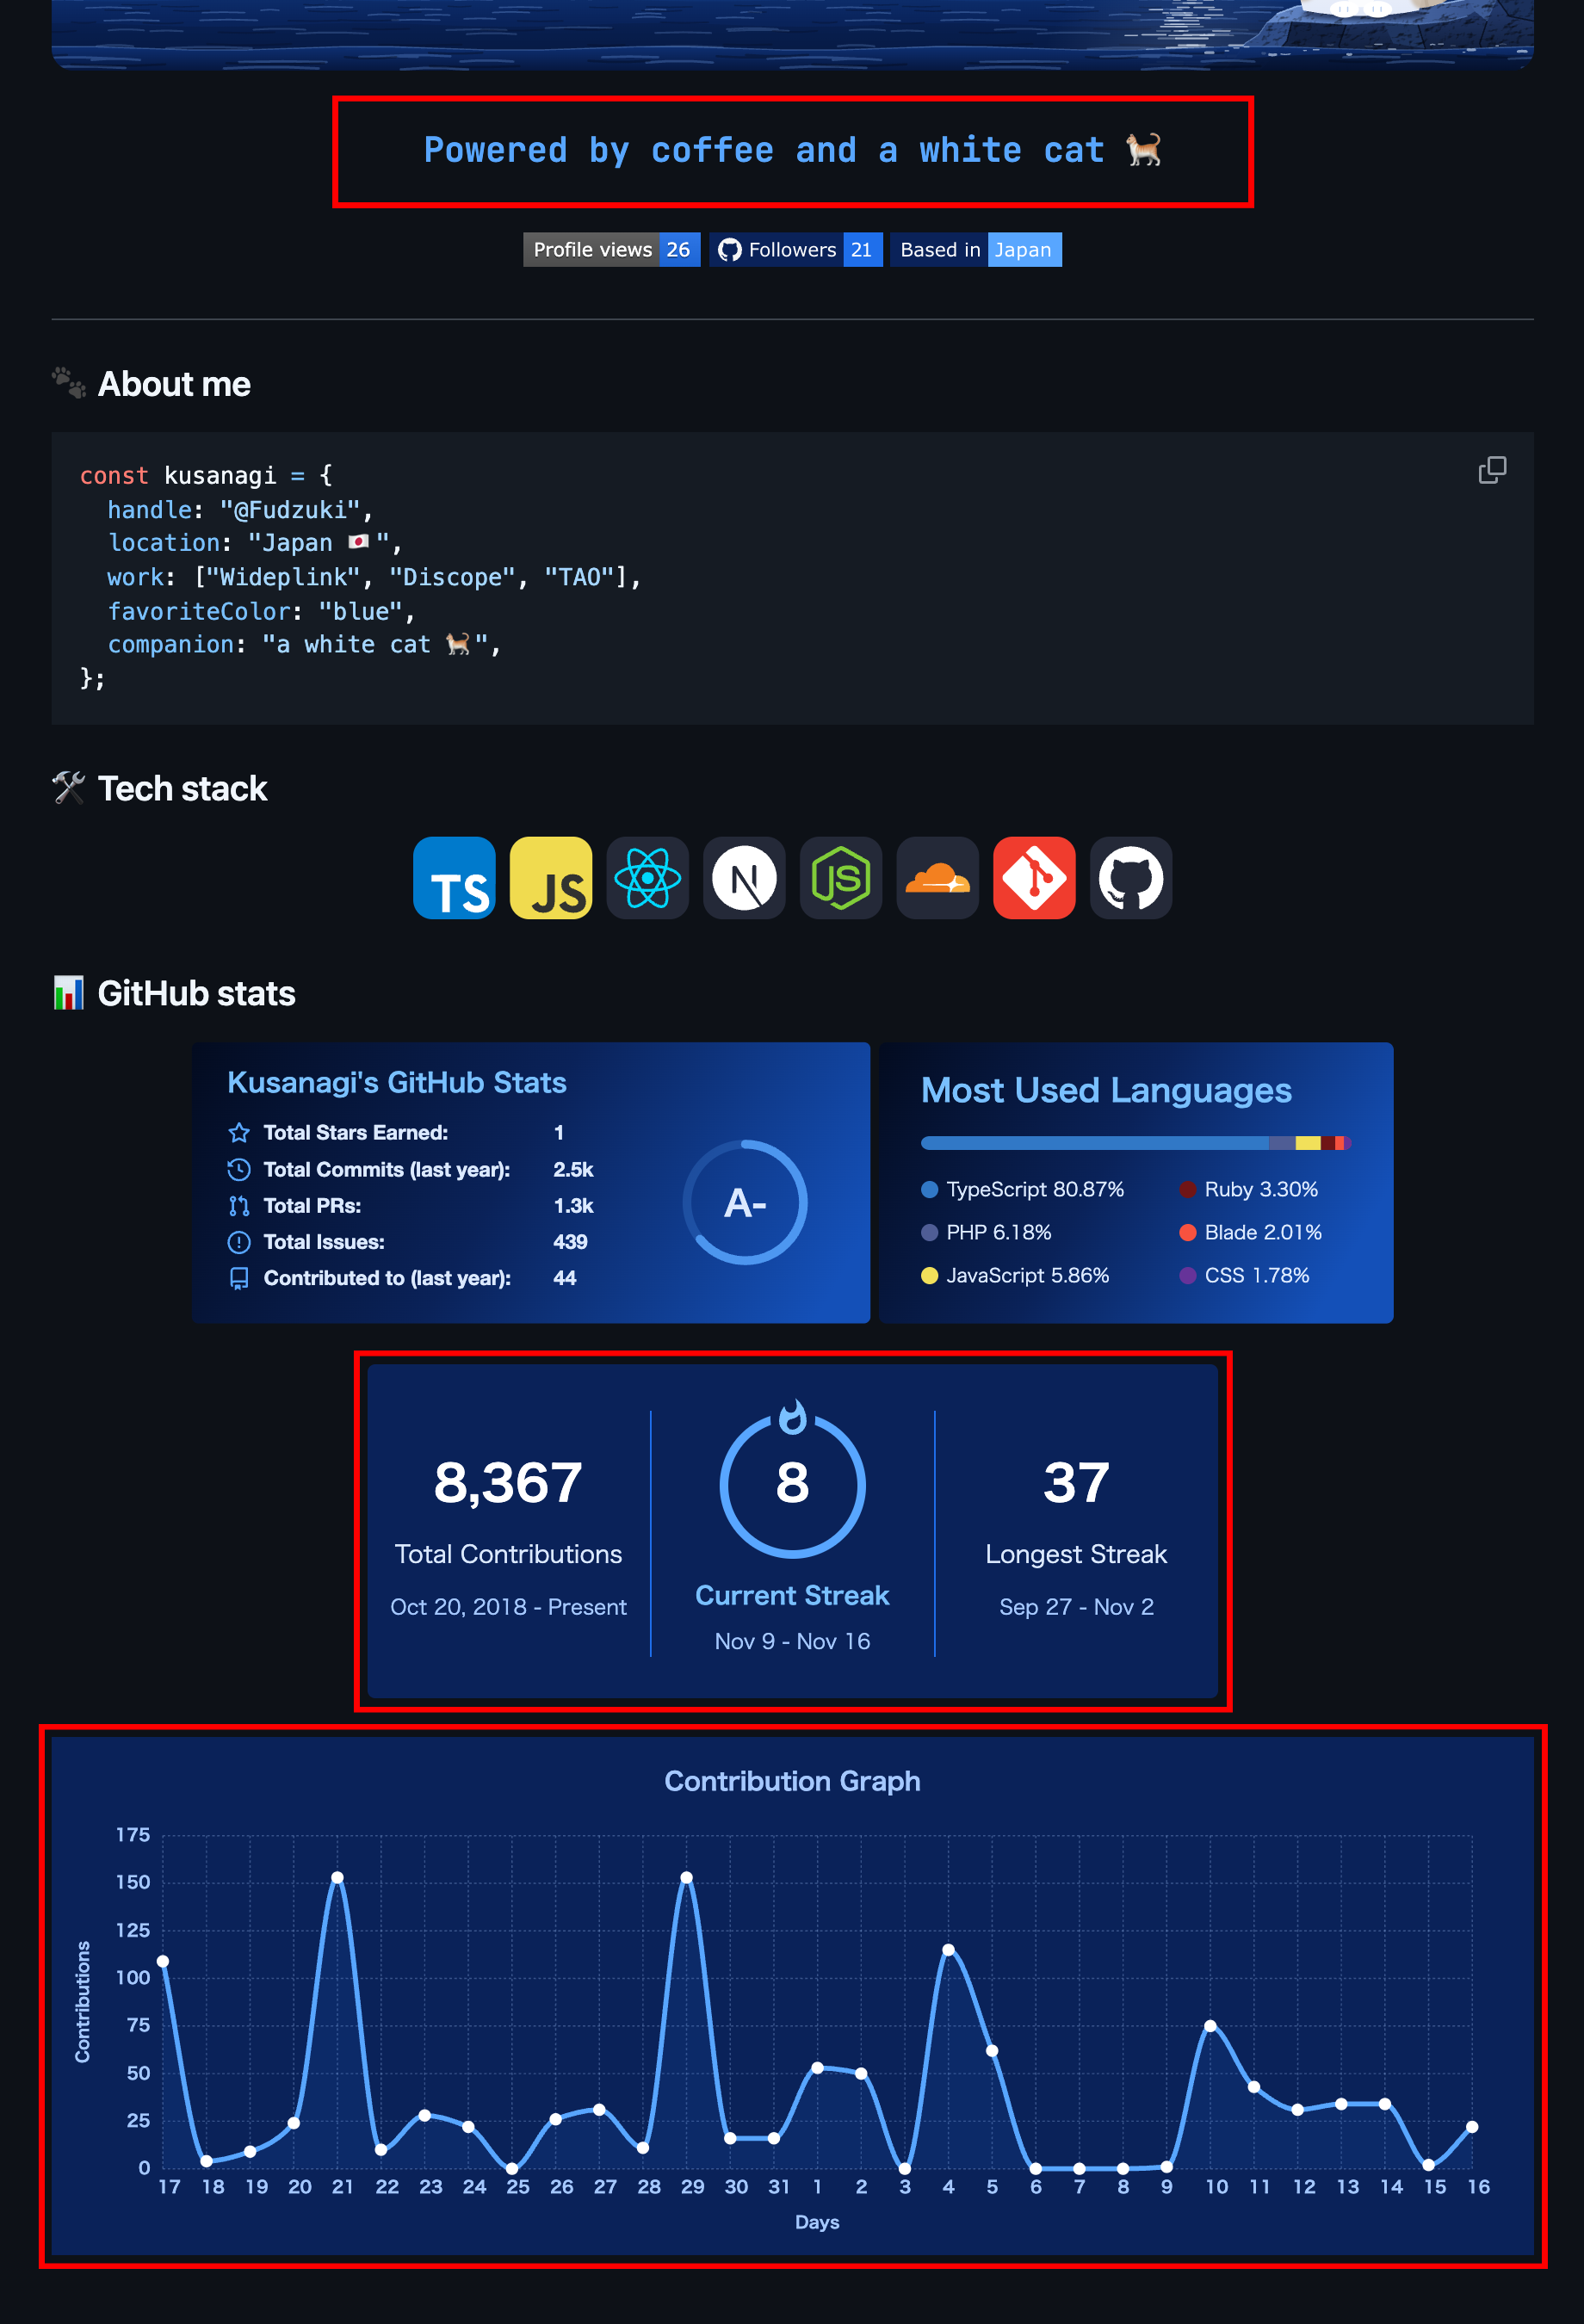 Powered by coffee and a white cat 🐈
Profile views 26
Followers 21
Based in Japan
🐾 About me
const kusanagi = {
  handle: "@Fudzuki",
  location: "Japan 🇯🇵",
  work: ["Wideplink", "Discope", "TAO"],
  favoriteColor: "blue",
  companion: "a white cat 🐈",
};
🛠️ Tech stack
TS JS N JS
📊 GitHub stats
Kusanagi's GitHub Stats
Total Stars Earned: 1
Total Commits (last year): 2.5k
Total PRs: 1.3k
Total Issues: 439
Contributed to (last year): 44
A-
Most Used Languages
TypeScript 80.87%
PHP 6.18%
JavaScript 5.86%
Ruby 3.30%
Blade 2.01%
CSS 1.78%
8,367
Total Contributions
Oct 20, 2018 - Present
8
Current Streak
Nov 9 - Nov 16
37
Longest Streak
Sep 27 - Nov 2
Contribution Graph
Contributions
175
150
125
100
75
50
25
0
17 18 19 20 21 22 23 24 25 26 27 28 29 30 31 1 2 3 4 5 6 7 8 9 10 11 12 13 14 15 16
Days